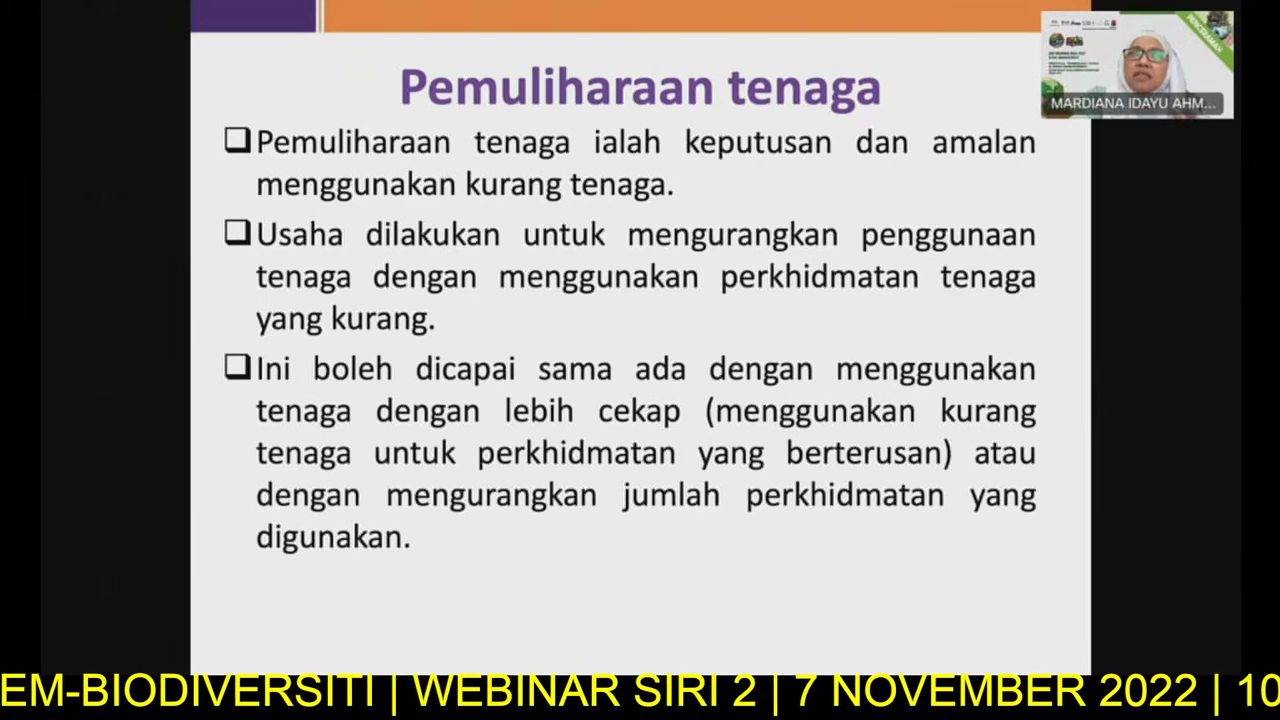 Pemuliharaan tenaga
Pemuliharaan tenaga ialah keputusan dan amalan
menggunakan kurang tenaga.
Usaha dilakukan untuk mengurangkan penggunaan
tenaga dengan menggunakan perkhidmatan tenaga
yang kurang.
Ini boleh dicapai sama ada dengan menggunakan
tenaga dengan lebih cekap (menggunakan kurang
tenaga untuk perkhidmatan yang berterusan) atau
dengan mengurangkan jumlah perkhidmatan yang
digunakan.
PENCERAMAH
MARDIANA IDAYU AHM...
EM-BIODIVERSITI | WEBINAR SIRI 2 | 7 NOVEMBER 2022 | 10